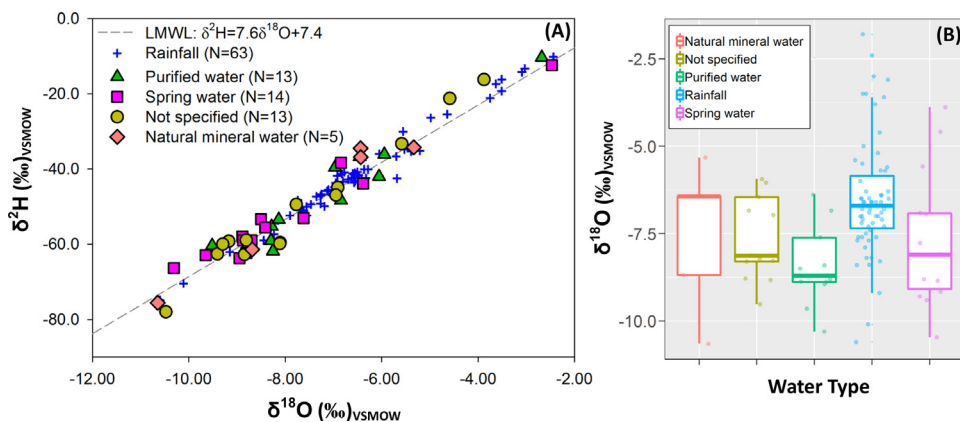 (A)
LMWL: δ²H=7.6δ¹⁸O+7.4
Rainfall (N=63)
Purified water (N=13)
Spring water (N=14)
Not specified (N=13)
Natural mineral water (N=5)
0.0
-20.0
-40.0
-60.0
-80.0
δ²H (‰)VSMOW
-12.00 -10.00 -8.00 -6.00 -4.00 -2.00
δ¹⁸O (‰)VSMOW
(B)
Natural mineral water
Not specified
Purified water
Rainfall
Spring water
-2.5
-5.0
-7.5
-10.0
δ¹⁸O (‰)VSMOW
Water Type